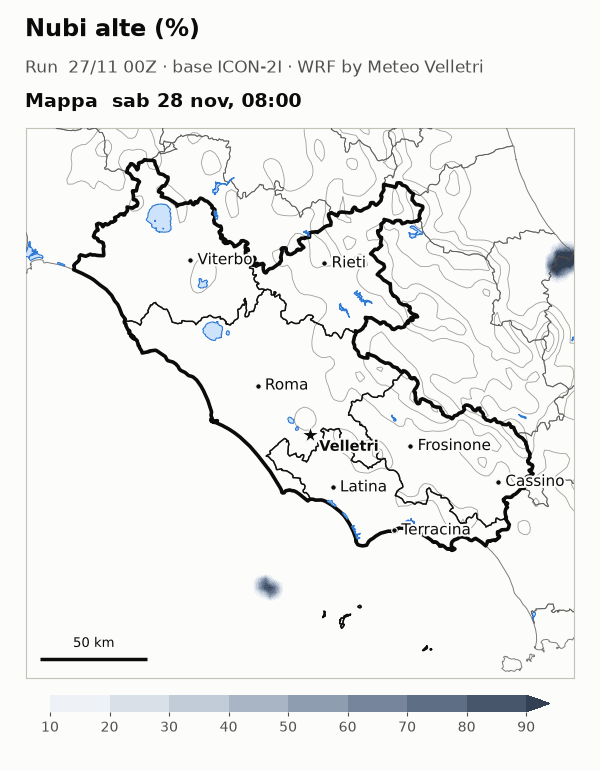 Nubi alte (%)
Run  27/11 00Z · base ICON-2I · WRF by Meteo Velletri
Mappa  sab 28 nov, 08:00
Viterbo
Rieti
Roma
Velletri
Frosinone
Latina
Cassino
Terracina
50 km
10 20 30 40 50 60 70 80 90